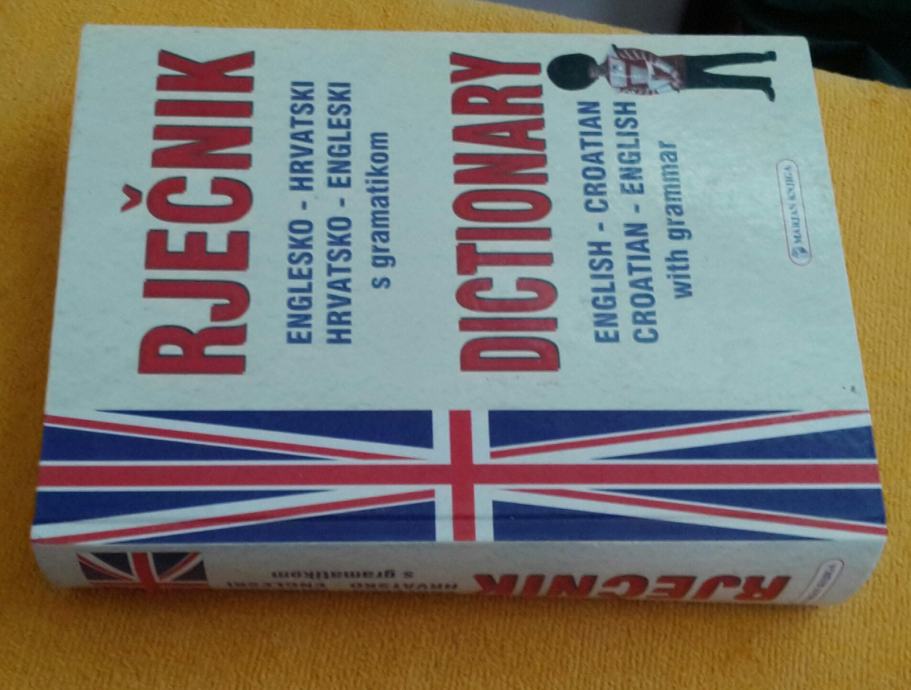 RJEČNIK
ENGLESKO - HRVATSKI
HRVATSKO - ENGLESKI
s gramatikom
DICTIONARY
ENGLISH - CROATIAN
CROATIAN - ENGLISH
with grammar
MARJAN KNJIGA
RJEČNIK
HRVATSKO - ENGLESKI
s gramatikom